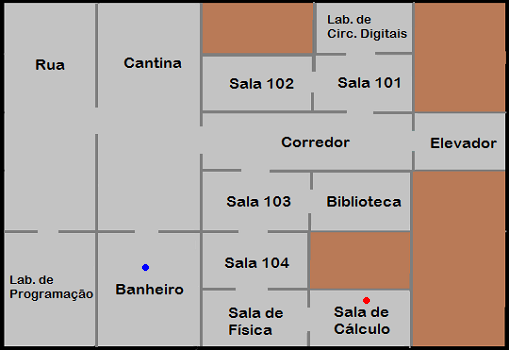 Lab. de
Circ. Digitais
Rua
Cantina
Sala 102
Sala 101
Corredor
Elevador
Sala 103
Biblioteca
Sala 104
Lab. de
Programação
Banheiro
Sala de
Física
Sala de
Cálculo